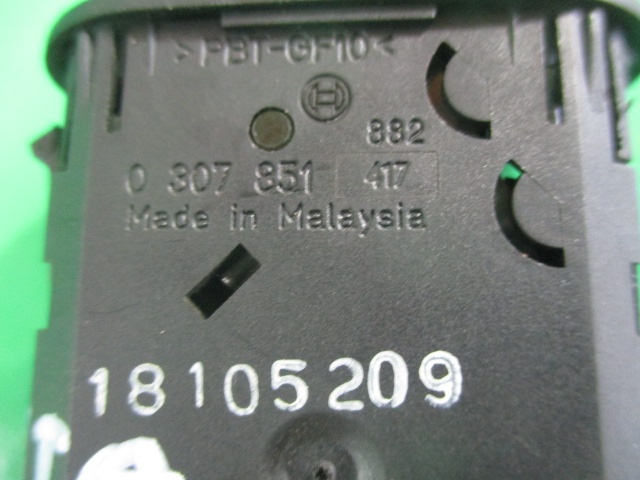 >PBT-GF10<
882
0 307 851 417
Made in Malaysia
18105209